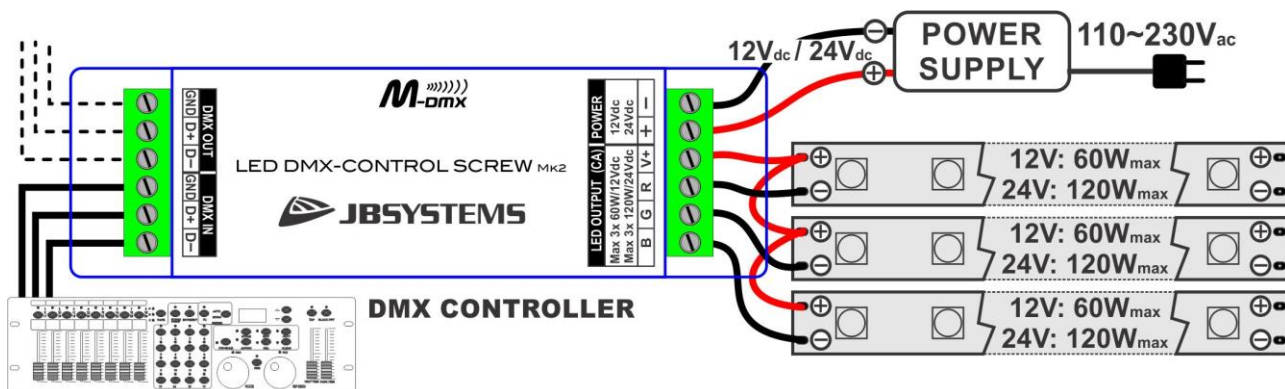 12Vdc / 24Vdc
POWER
SUPPLY
110~230Vac
M-DMX
LED DMX-CONTROL SCREW Mk2
JBSYSTEMS
DMX OUT
GND D+ D-
DMX IN
GND D+ D-
POWER
12Vdc
24Vdc
- +
LED OUTPUT (CA)
Max 3x 60W/12Vdc
Max 3x 120W/24Vdc
V+ R G B
12V: 60Wmax
24V: 120Wmax
12V: 60Wmax
24V: 120Wmax
12V: 60Wmax
24V: 120Wmax
DMX CONTROLLER